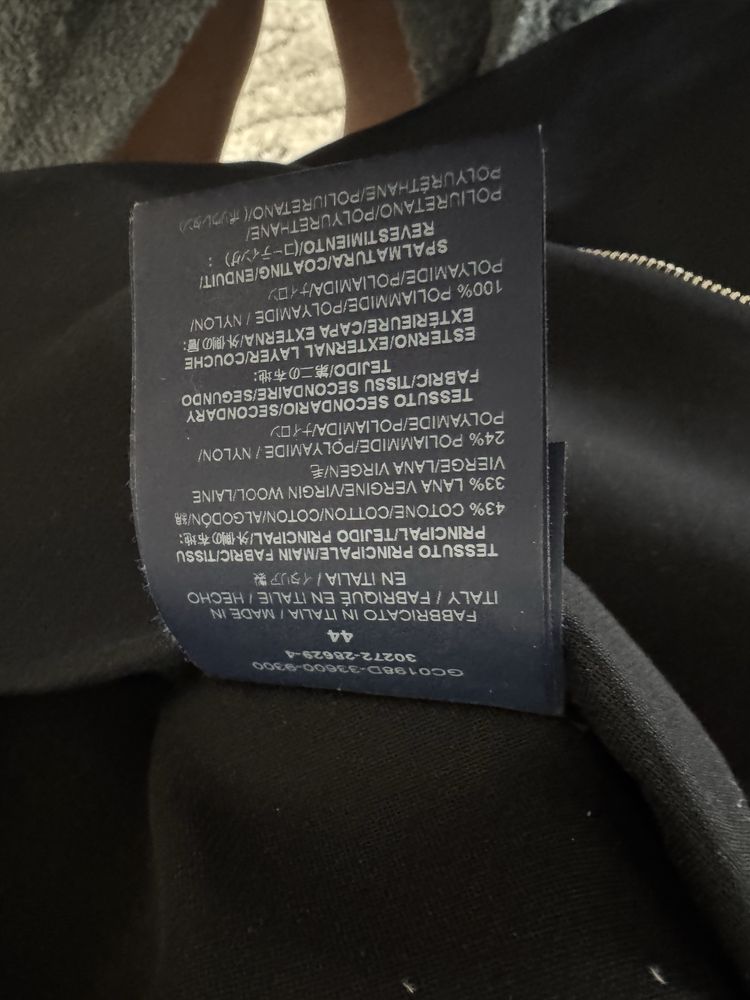 GC0198D-33600-9300
30272-28629-4
44
FABBRICATO IN ITALIA / MADE IN
ITALY / FABRIQUÉ EN ITALIE / HECHO
EN ITALIA / イタリア製
TESSUTO PRINCIPALE/MAIN FABRIC/TISSU
PRINCIPAL/TEJIDO PRINCIPAL/外側の布地:
43% COTONE/COTTON/COTON/ALGODÓN/綿
33% LANA VERGINE/VIRGIN WOOL/LAINE
VIERGE/LANA VIRGEN/毛
24% POLIAMMIDE/POLYAMIDE / NYLON/
POLYAMIDE/POLIAMIDA/ナイロン
TESSUTO SECONDARIO/SECONDARY
FABRIC/TISSU SECONDAIRE/SEGUNDO
TEJIDO/第二の布地:
ESTERNO/EXTERNAL LAYER/COUCHE
EXTÉRIEURE/CAPA EXTERNA/外側の層:
100% POLIAMMIDE/POLYAMIDE / NYLON/
POLYAMIDE/POLIAMIDA/ナイロン
SPALMATURA/COATING/ENDUIT/
REVESTIMIENTO/(コーティング) :
POLIURETANO/POLYURETHANE/
POLYURÉTHANE/POLIURETANO/(ポリウレタン)